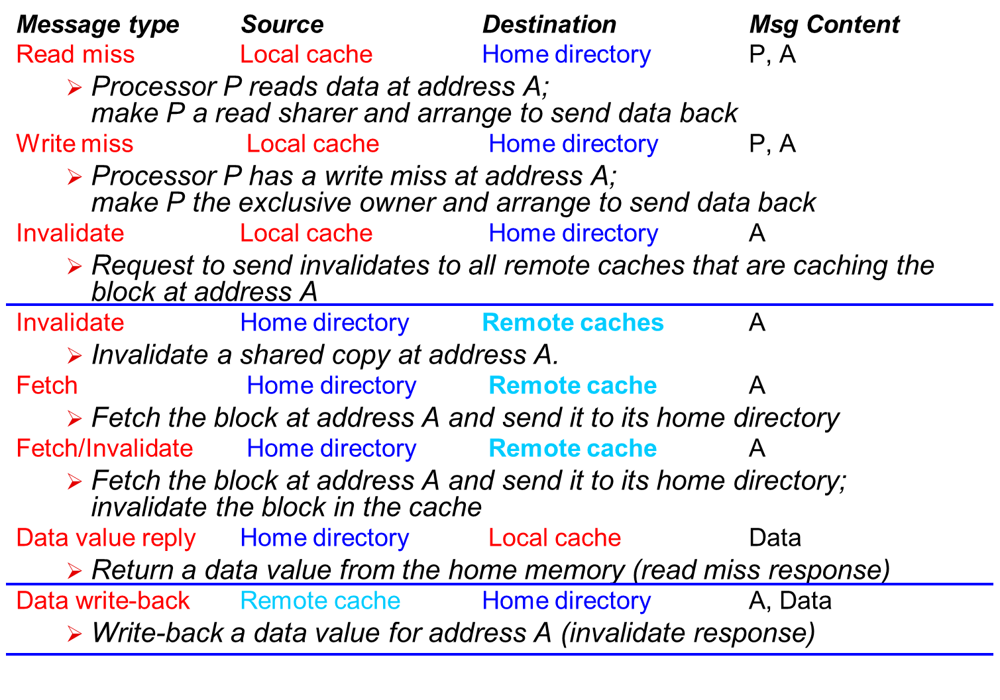 Message type Source Destination Msg Content
Read miss Local cache Home directory P, A
➢ Processor P reads data at address A;
make P a read sharer and arrange to send data back
Write miss Local cache Home directory P, A
➢ Processor P has a write miss at address A;
make P the exclusive owner and arrange to send data back
Invalidate Local cache Home directory A
➢ Request to send invalidates to all remote caches that are caching the
block at address A
Invalidate Home directory Remote caches A
➢ Invalidate a shared copy at address A.
Fetch Home directory Remote cache A
➢ Fetch the block at address A and send it to its home directory
Fetch/Invalidate Home directory Remote cache A
➢ Fetch the block at address A and send it to its home directory;
invalidate the block in the cache
Data value reply Home directory Local cache Data
➢ Return a data value from the home memory (read miss response)
Data write-back Remote cache Home directory A, Data
➢ Write-back a data value for address A (invalidate response)